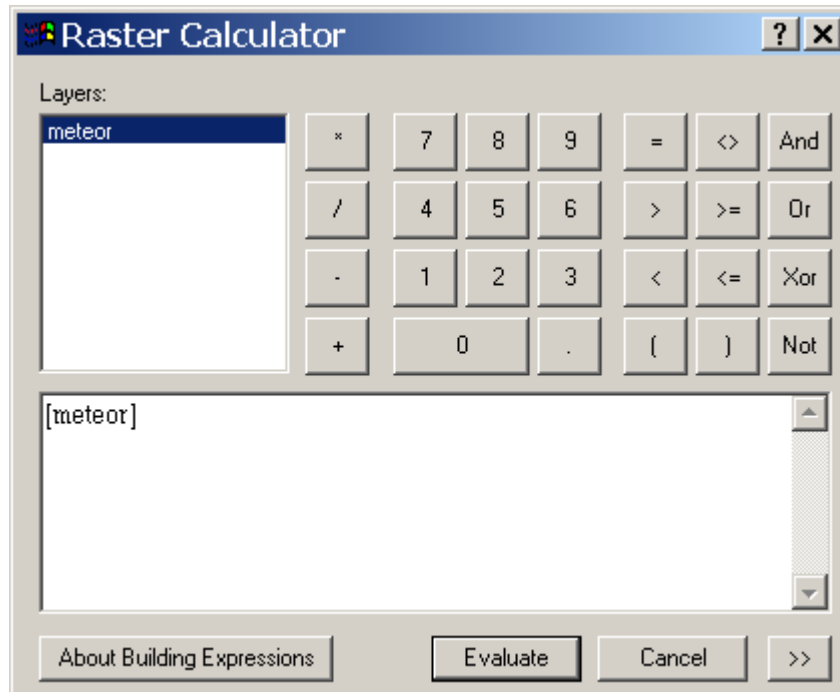 Raster Calculator ? X
Layers:
meteor
* 7 8 9 = <> And
/ 4 5 6 > >= Or
- 1 2 3 < <= Xor
+ 0 . ( ) Not
[meteor]
About Building Expressions Evaluate Cancel >>